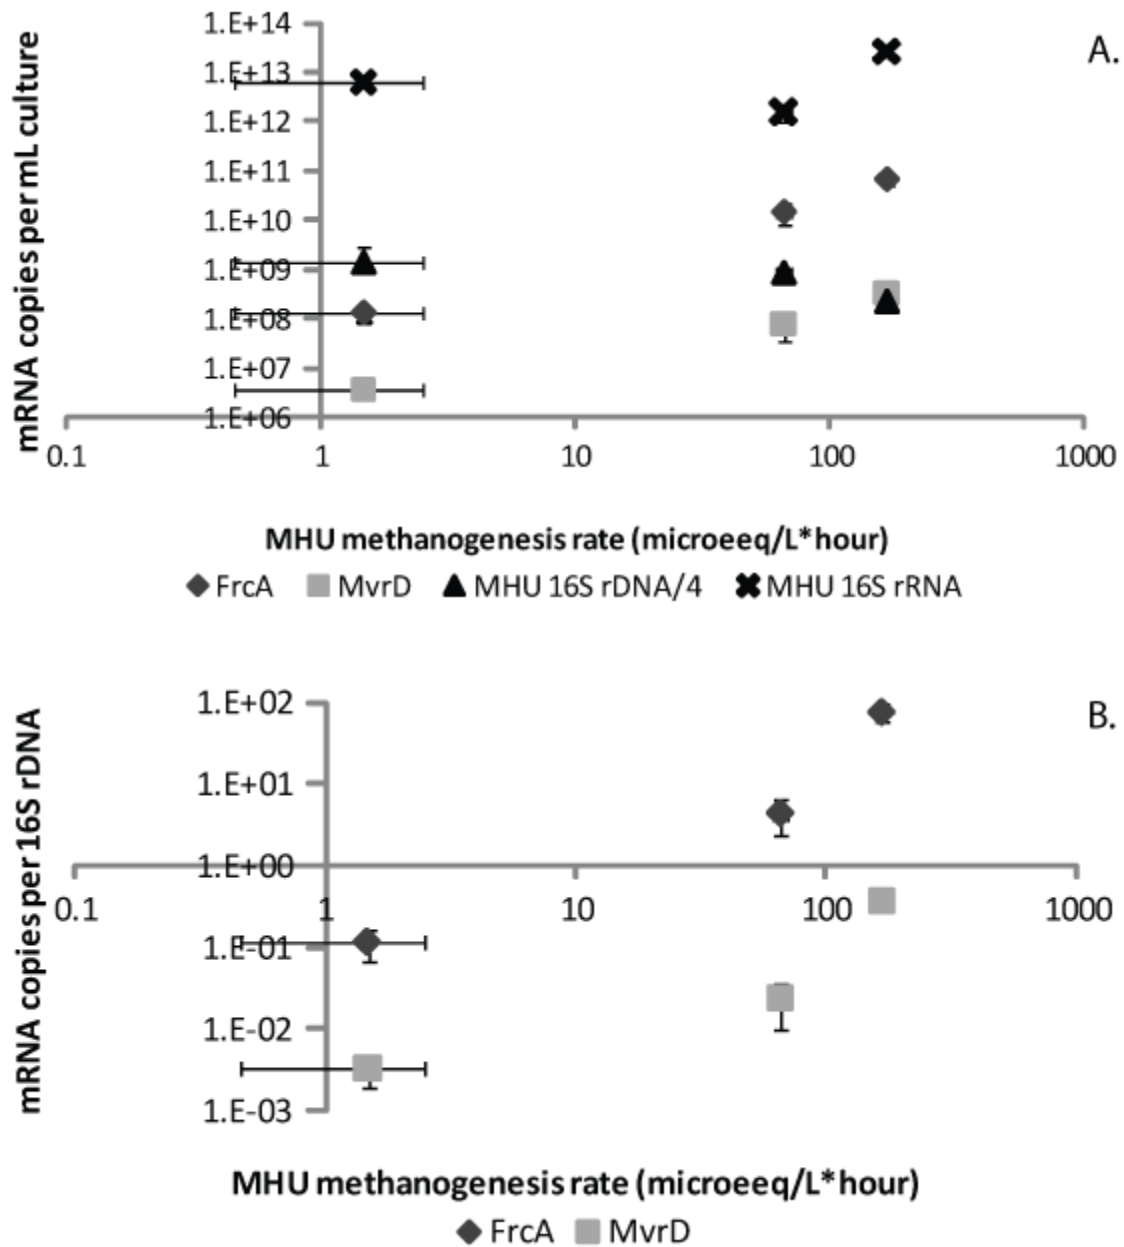 1.E+14
A.
1.E+13
1.E+12
1.E+11
1.E+10
1.E+09
1.E+08
1.E+07
1.E+06
mRNA copies per mL culture
0.1 1 10 100 1000
MHU methanogenesis rate (microeeq/L*hour)
FrcA MvrD MHU 16S rDNA/4 MHU 16S rRNA
1.E+02
B.
1.E+01
1.E+00
0.1 1 10 100 1000
1.E-01
1.E-02
1.E-03
mRNA copies per 16S rDNA
MHU methanogenesis rate (microeeq/L*hour)
FrcA MvrD